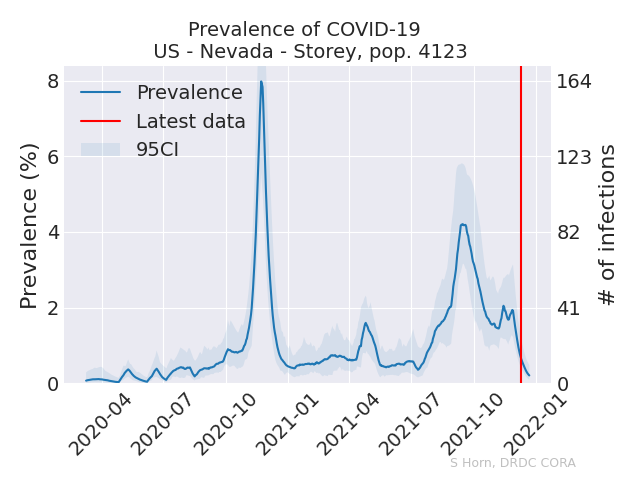 Prevalence of COVID-19
US - Nevada - Storey, pop. 4123
Prevalence
Latest data
95CI
Prevalence (%)
8
6
4
2
0
# of infections
164
123
82
41
0
2020-04
2020-07
2020-10
2021-01
2021-04
2021-07
2021-10
2022-01
S Horn, DRDC CORA